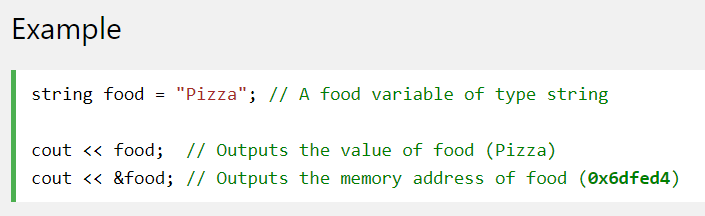 Example
string food = "Pizza"; // A food variable of type string
cout << food;  // Outputs the value of food (Pizza)
cout << &food; // Outputs the memory address of food (0x6dfed4)